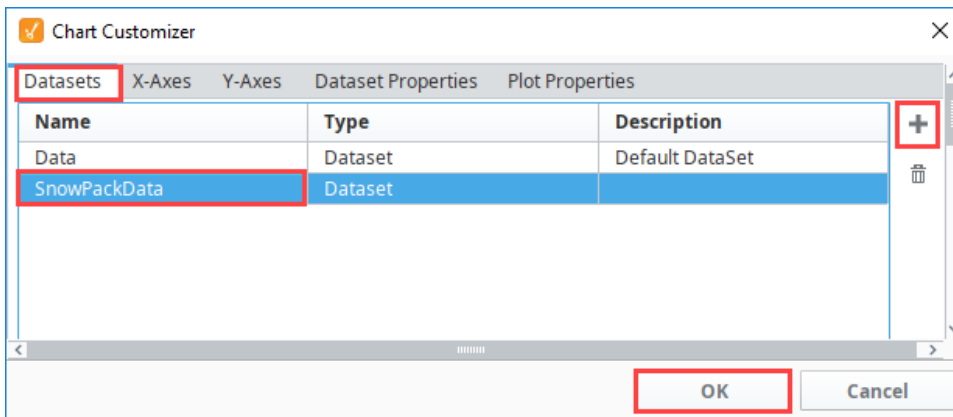 Chart Customizer
Datasets X-Axes Y-Axes Dataset Properties Plot Properties
Name Type Description
Data Dataset Default DataSet
SnowPackData Dataset
OK Cancel